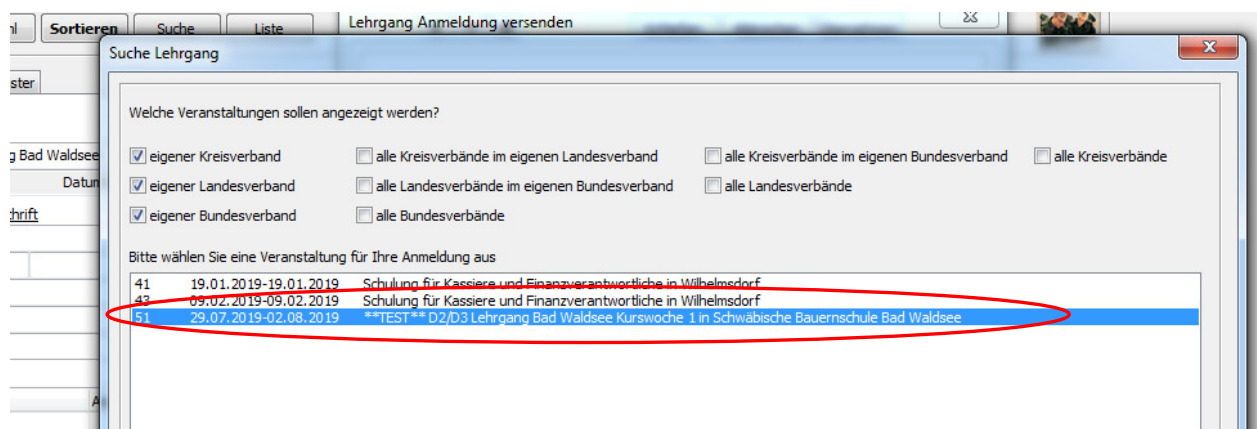 Sortieren Suche Liste Lehrgang Anmeldung versenden
Suche Lehrgang
Welche Veranstaltungen sollen angezeigt werden?
g Bad Waldsee
eigener Kreisverband alle Kreisverbände im eigenen Landesverband alle Kreisverbände im eigenen Bundesverband alle Kreisverbände
eigener Landesverband alle Landesverbände im eigenen Bundesverband alle Landesverbände
eigener Bundesverband alle Bundesverbände
Bitte wählen Sie eine Veranstaltung für Ihre Anmeldung aus
41 19.01.2019-19.01.2019 Schulung für Kassiere und Finanzverantwortliche in Wilhelmsdorf
43 09.02.2019-09.02.2019 Schulung für Kassiere und Finanzverantwortliche in Wilhelmsdorf
51 29.07.2019-02.08.2019 **TEST** D2/D3 Lehrgang Bad Waldsee Kurswoche 1 in Schwäbische Bauernschule Bad Waldsee